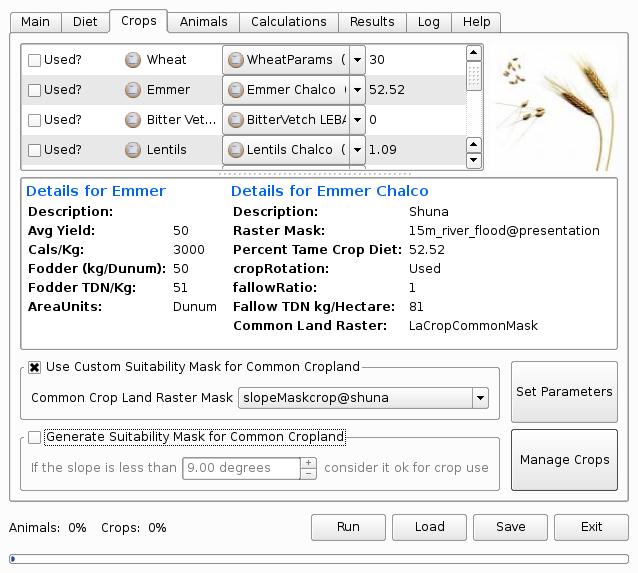 Main Diet Crops Animals Calculations Results Log Help
Used? Wheat WheatParams ( 30
Used? Emmer Emmer Chalco ( 52.52
Used? Bitter Vet... BitterVetch LEBA 0
Used? Lentils Lentils Chalco ( 1.09
Details for Emmer
Description:
Avg Yield: 50
Cals/Kg: 3000
Fodder (kg/Dunum): 50
Fodder TDN/Kg: 51
AreaUnits: Dunum
Details for Emmer Chalco
Description: Shuna
Raster Mask: 15m_river_flood@presentation
Percent Tame Crop Diet: 52.52
cropRotation: Used
fallowRatio: 1
Fallow TDN kg/Hectare: 81
Common Land Raster: LaCropCommonMask
Use Custom Suitability Mask for Common Cropland
Common Crop Land Raster Mask slopeMaskcrop@shuna
Set Parameters
Generate Suitability Mask for Common Cropland
If the slope is less than 9.00 degrees consider it ok for crop use
Manage Crops
Animals: 0% Crops: 0% Run Load Save Exit